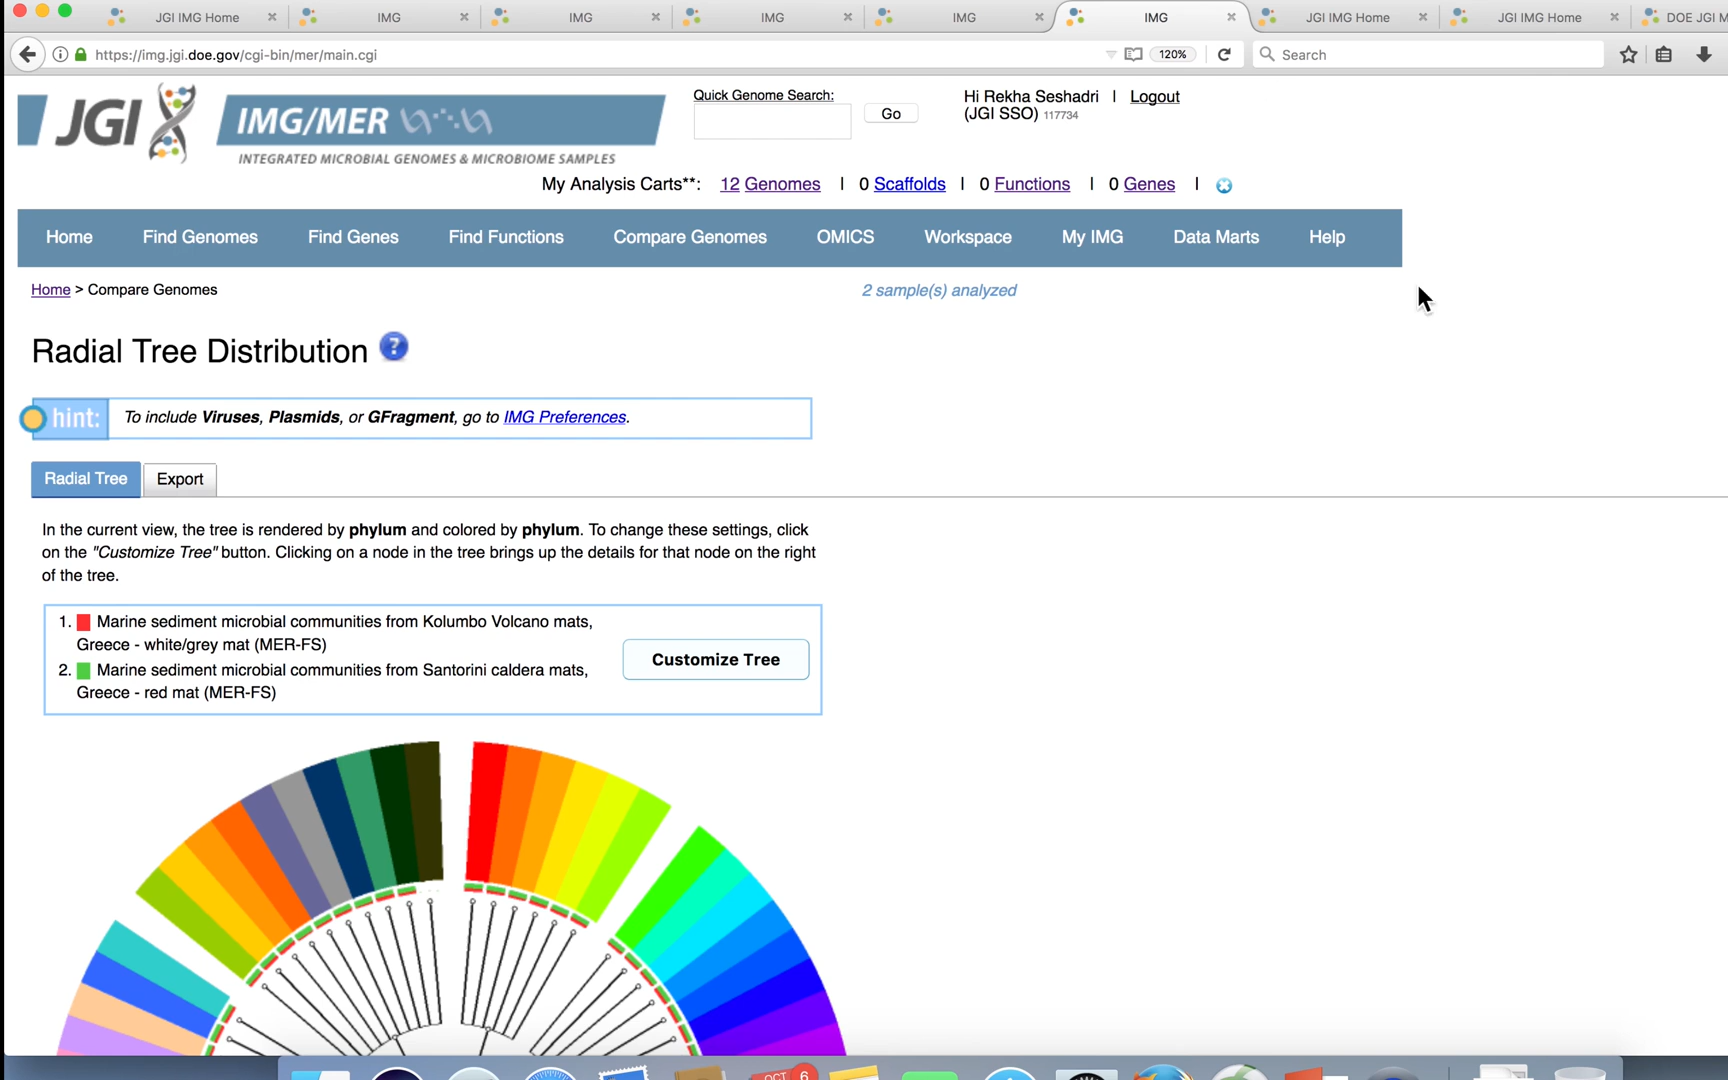 JGI IMG Home
IMG
IMG
IMG
IMG
IMG
JGI IMG Home
JGI IMG Home
DOE JGI M
https://img.jgi.doe.gov/cgi-bin/mer/main.cgi
120%
Search
JGI
IMG/MER
INTEGRATED MICROBIAL GENOMES & MICROBIOME SAMPLES
Quick Genome Search:
Go
Hi Rekha Seshadri | Logout
(JGI SSO) 117734
My Analysis Carts**: 12 Genomes | 0 Scaffolds | 0 Functions | 0 Genes |
Home Find Genomes Find Genes Find Functions Compare Genomes OMICS Workspace My IMG Data Marts Help
Home > Compare Genomes
2 sample(s) analyzed
Radial Tree Distribution ?
hint: To include Viruses, Plasmids, or GFragment, go to IMG Preferences.
Radial Tree Export
In the current view, the tree is rendered by phylum and colored by phylum. To change these settings, click
on the "Customize Tree" button. Clicking on a node in the tree brings up the details for that node on the right
of the tree.
1. Marine sediment microbial communities from Kolumbo Volcano mats,
Greece - white/grey mat (MER-FS)
2. Marine sediment microbial communities from Santorini caldera mats,
Greece - red mat (MER-FS)
Customize Tree
OCT 6